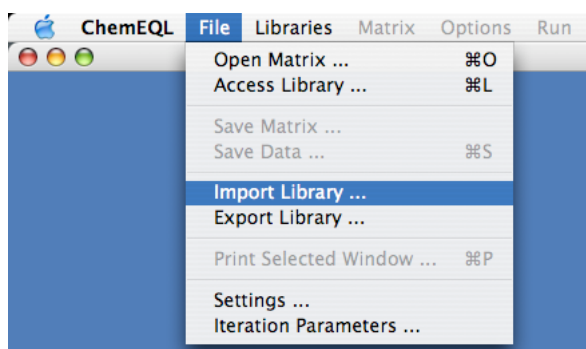 ChemEQL File Libraries Matrix Options Run
Open Matrix ... ⌘O
Access Library ... ⌘L
Save Matrix ...
Save Data ... ⌘S
Import Library ...
Export Library ...
Print Selected Window ... ⌘P
Settings ...
Iteration Parameters ...